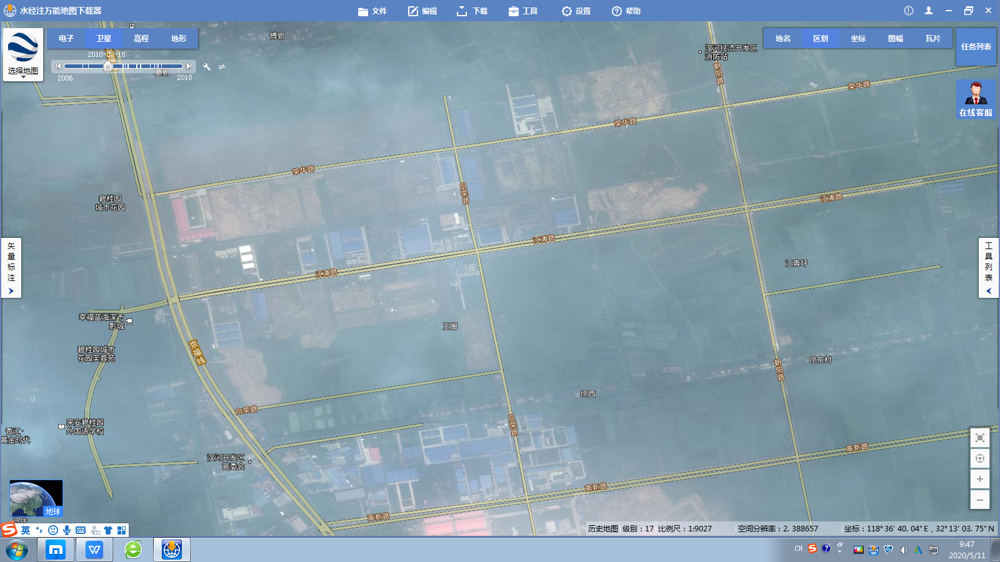 水经注万能地图下载器
文件
编辑
下载
工具
设置
帮助
选择地图
电子
卫星
高程
地形
2010-08-18
2006
2018
地名
区划
坐标
图幅
瓦片
任务列表
在线客服
傅郢
葛郢
汊河经济开发区
消防站
朝阳路
荣华路
荣华路
荣华路
碧桂园
城市花园
向荣路
江浦路
江浦路
江浦路
矢量标注
工具列表
江青圩
幸福蓝海深予
影城
王圈
碧桂园城市
花园芙蓉苑
京福线
朝阳路
坝东村
坝西
向荣路
向荣路
来安碧桂园
外国语学校
香江·
黄金时代
汊河开发区
管委会
高新路
高新路
高新路
地球
马庄
英
历史地图 级别：17 比例尺：1:9027
空间分辨率：2.388657
坐标：118°36′40.04″E，32°13′03.75″N
CH
9:47
2020/5/11